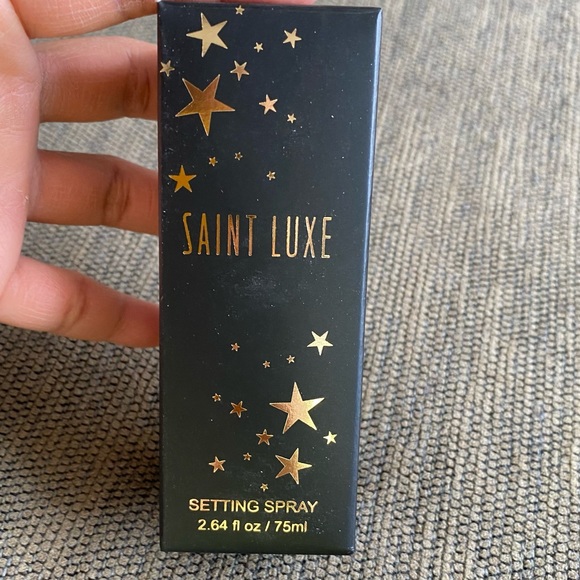 SAINT LUXE
SETTING SPRAY
2.64 fl oz / 75ml